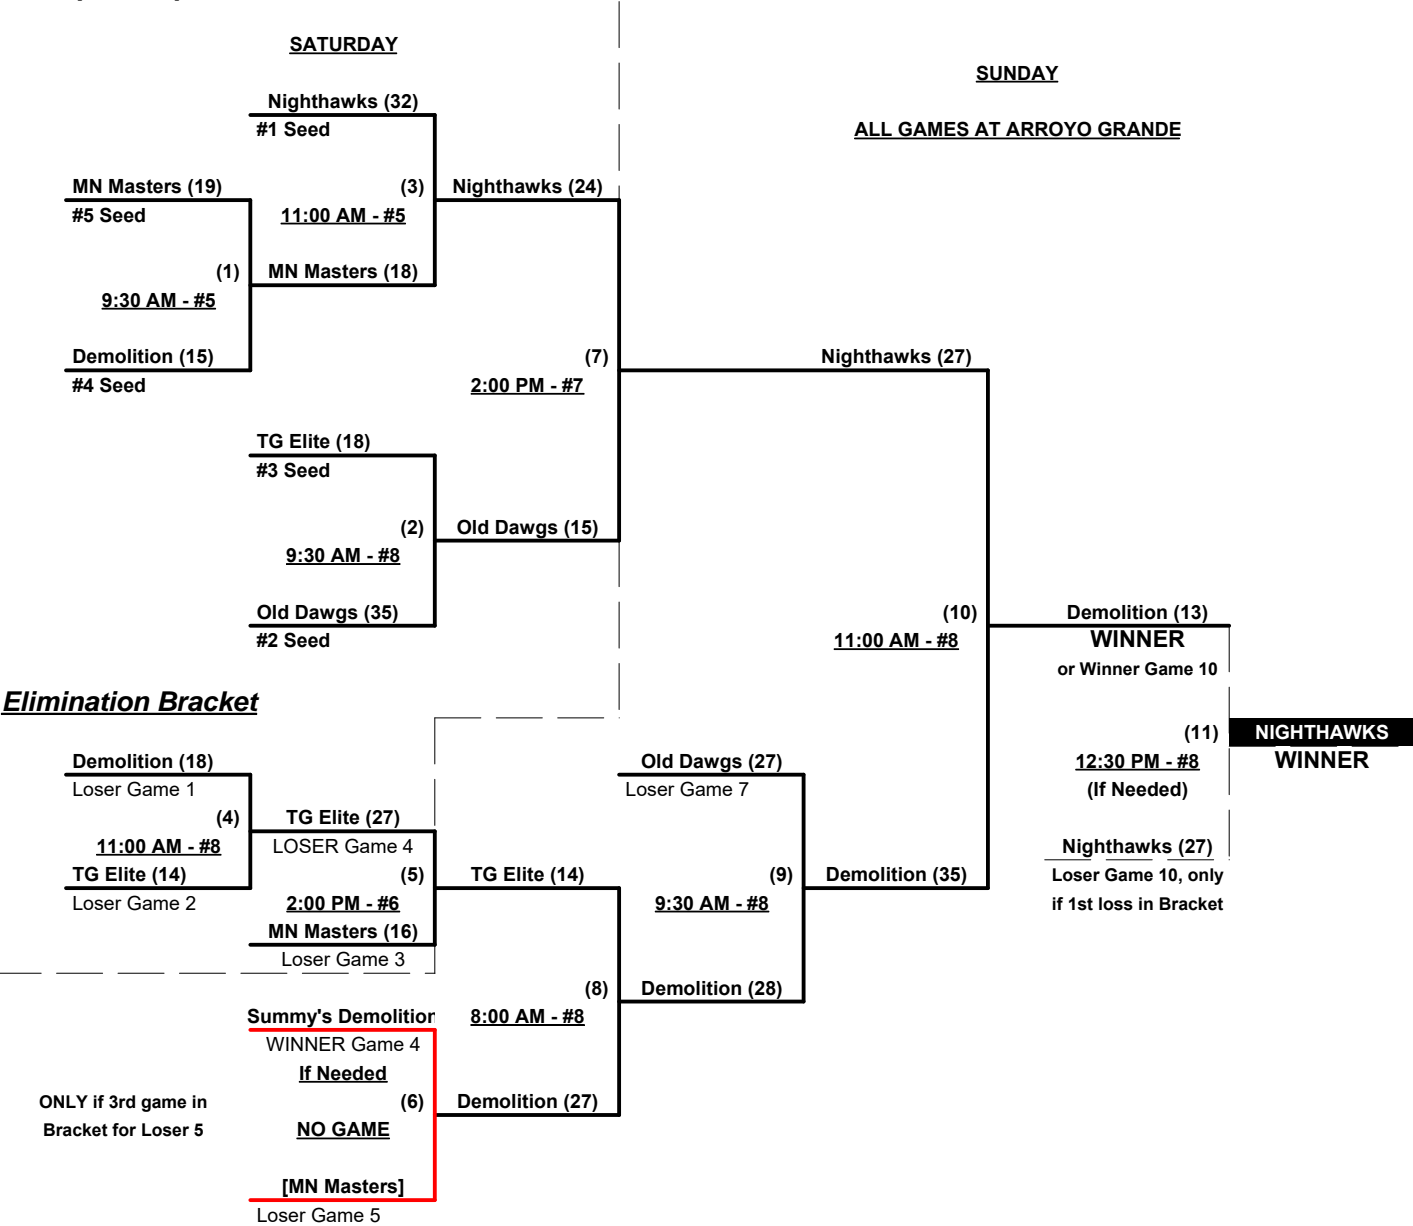 SATURDAY
SUNDAY
Nighthawks (32)
#1 Seed
ALL GAMES AT ARROYO GRANDE
MN Masters (19)
(3)
Nighthawks (24)
#5 Seed
11:00 AM - #5
(1)
MN Masters (18)
9:30 AM - #5
Demolition (15)
(7)
Nighthawks (27)
#4 Seed
2:00 PM - #7
TG Elite (18)
#3 Seed
(2)
Old Dawgs (15)
9:30 AM - #8
Old Dawgs (35)
(10)
Demolition (13)
#2 Seed
11:00 AM - #8
WINNER
or Winner Game 10
Elimination Bracket
(11)
NIGHTHAWKS
Demolition (18)
Old Dawgs (27)
12:30 PM - #8
WINNER
Loser Game 1
Loser Game 7
(If Needed)
(4)
TG Elite (27)
11:00 AM - #8
LOSER Game 4
Nighthawks (27)
TG Elite (14)
(5)
TG Elite (14)
(9)
Demolition (35)
Loser Game 10, only
Loser Game 2
2:00 PM - #6
9:30 AM - #8
if 1st loss in Bracket
MN Masters (16)
Loser Game 3
(8)
Demolition (28)
Summy's Demolition
8:00 AM - #8
WINNER Game 4
If Needed
ONLY if 3rd game in
(6)
Demolition (27)
Bracket for Loser 5
NO GAME
[MN Masters]
Loser Game 5